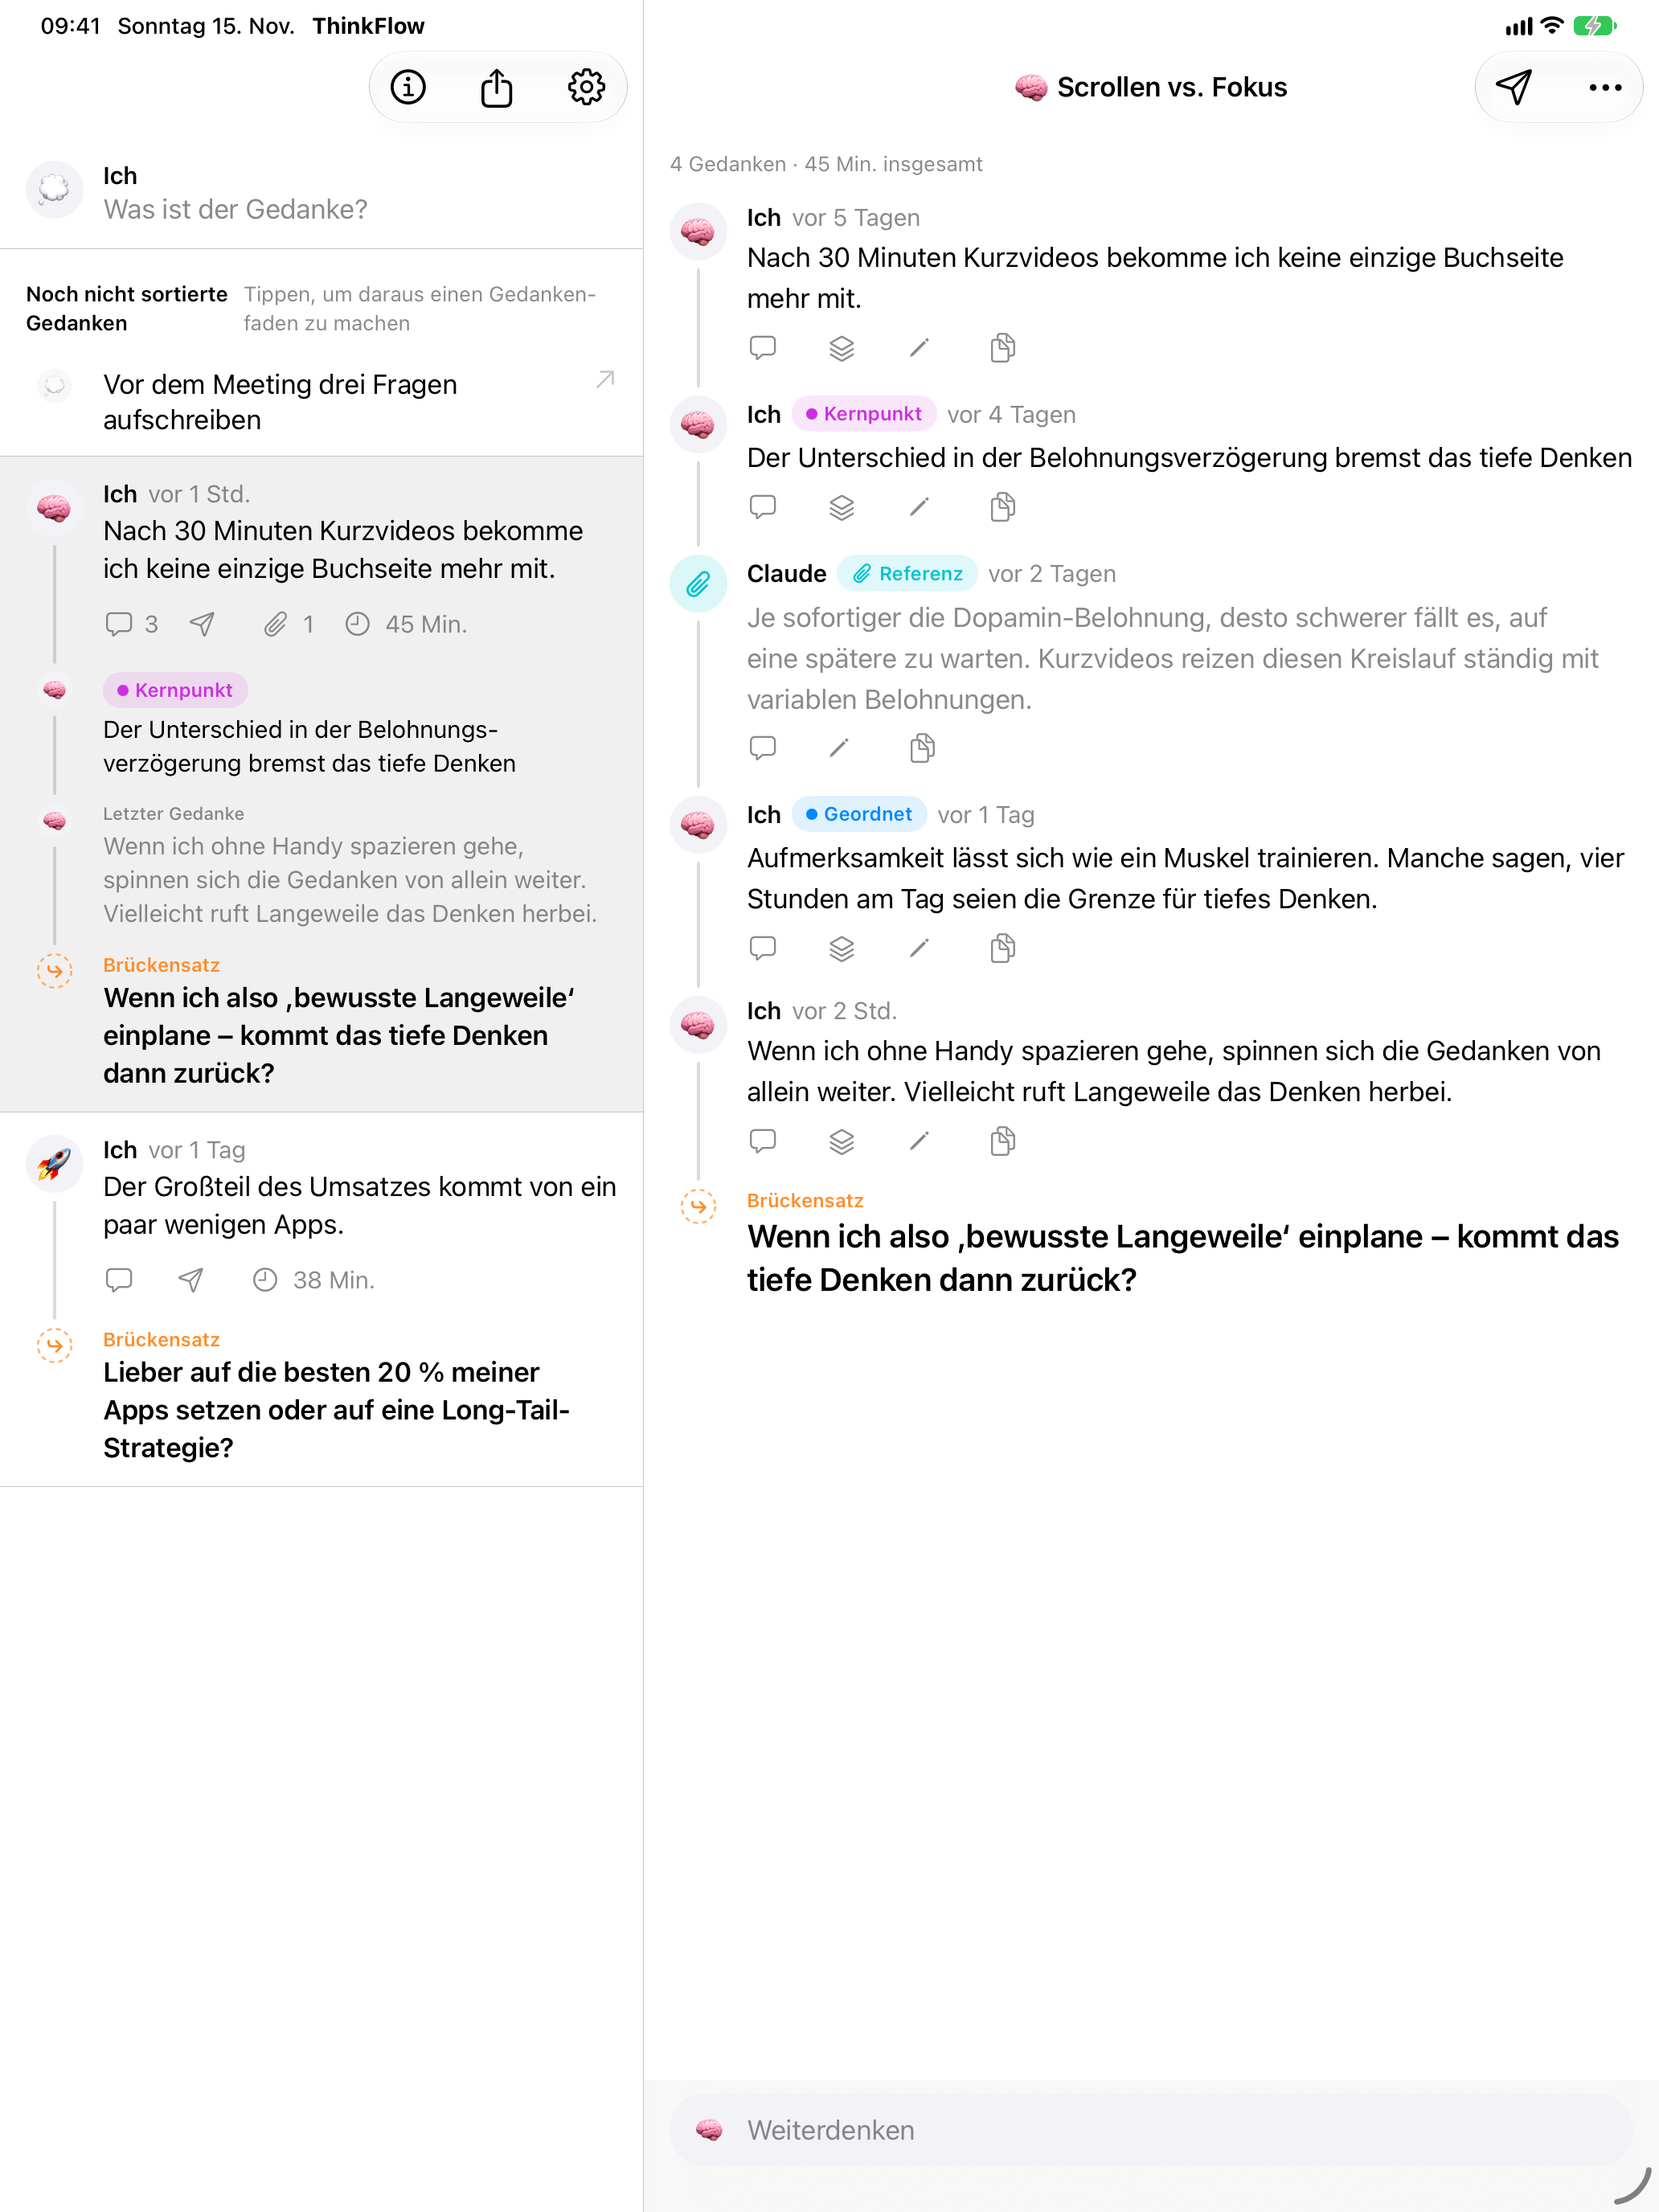 09:41 Sonntag 15. Nov. ThinkFlow
Ich
Was ist der Gedanke?
Noch nicht sortierte
Gedanken
Tippen, um daraus einen Gedanken-
faden zu machen
Vor dem Meeting drei Fragen
aufschreiben
Ich vor 1 Std.
Nach 30 Minuten Kurzvideos bekomme
ich keine einzige Buchseite mehr mit.
3 1 45 Min.
Kernpunkt
Der Unterschied in der Belohnungs-
verzögerung bremst das tiefe Denken
Letzter Gedanke
Wenn ich ohne Handy spazieren gehe,
spinnen sich die Gedanken von allein weiter.
Vielleicht ruft Langeweile das Denken herbei.
Brückensatz
Wenn ich also ‚bewusste Langeweile‘
einplane – kommt das tiefe Denken
dann zurück?
Ich vor 1 Tag
Der Großteil des Umsatzes kommt von ein
paar wenigen Apps.
38 Min.
Brückensatz
Lieber auf die besten 20 % meiner
Apps setzen oder auf eine Long-Tail-
Strategie?
Scrollen vs. Fokus
4 Gedanken · 45 Min. insgesamt
Ich vor 5 Tagen
Nach 30 Minuten Kurzvideos bekomme ich keine einzige Buchseite
mehr mit.
Ich Kernpunkt vor 4 Tagen
Der Unterschied in der Belohnungsverzögerung bremst das tiefe Denken
Claude Referenz vor 2 Tagen
Je sofortiger die Dopamin-Belohnung, desto schwerer fällt es, auf
eine spätere zu warten. Kurzvideos reizen diesen Kreislauf ständig mit
variablen Belohnungen.
Ich Geordnet vor 1 Tag
Aufmerksamkeit lässt sich wie ein Muskel trainieren. Manche sagen, vier
Stunden am Tag seien die Grenze für tiefes Denken.
Ich vor 2 Std.
Wenn ich ohne Handy spazieren gehe, spinnen sich die Gedanken von
allein weiter. Vielleicht ruft Langeweile das Denken herbei.
Brückensatz
Wenn ich also ‚bewusste Langeweile‘ einplane – kommt das
tiefe Denken dann zurück?
Weiterdenken